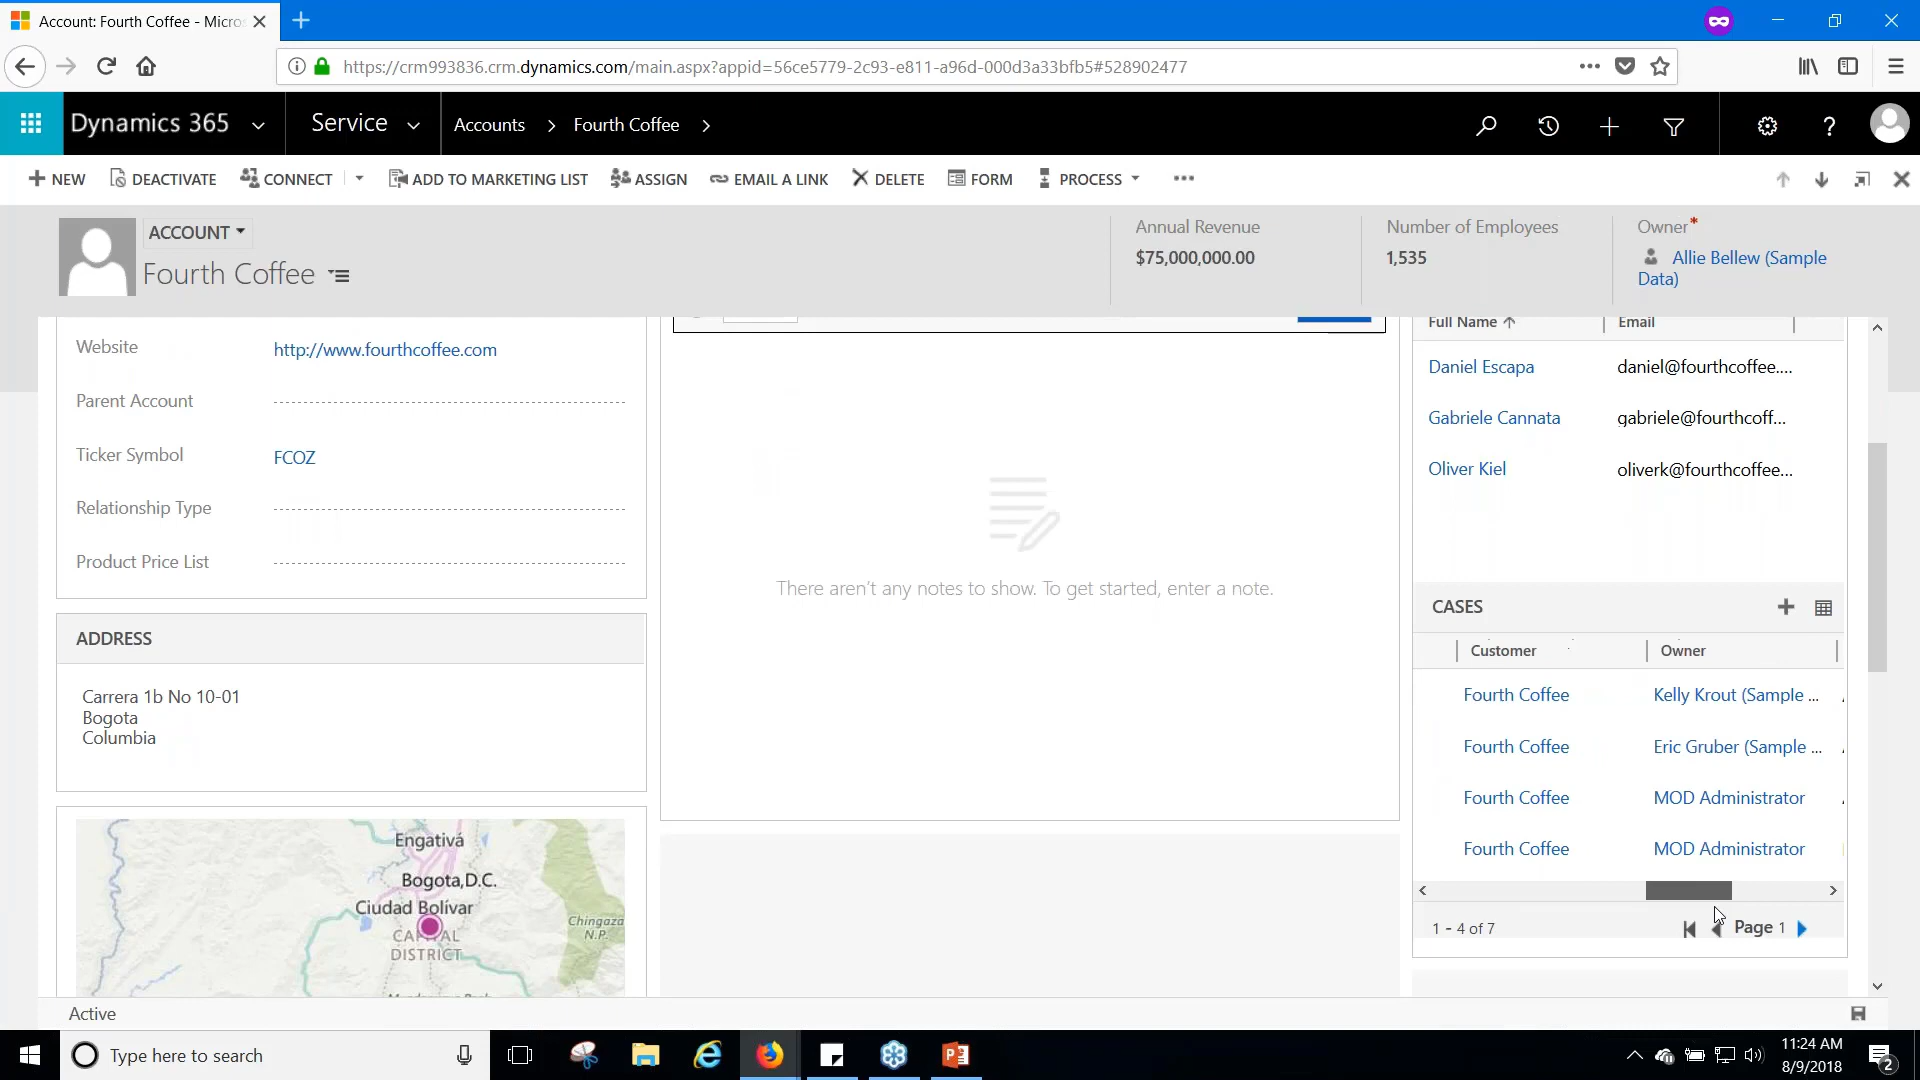 Account: Fourth Coffee - Micros
https://crm993836.crm.dynamics.com/main.aspx?appid=56ce5779-2c93-e811-a96d-000d3a33bfb5#528902477
Dynamics 365
Service
Accounts > Fourth Coffee >
NEW
DEACTIVATE
CONNECT
ADD TO MARKETING LIST
ASSIGN
EMAIL A LINK
DELETE
FORM
PROCESS
ACCOUNT
Fourth Coffee
Annual Revenue
$75,000,000.00
Number of Employees
1,535
Owner*
Allie Bellew (Sample
Data)
Website
http://www.fourthcoffee.com
Parent Account
Ticker Symbol
FCOZ
Relationship Type
Product Price List
ADDRESS
Carrera 1b No 10-01
Bogota
Columbia
Engativá
Bogota,D.C.
Ciudad Bolívar
CAPITAL
DISTRICT
Chingaza
N.P.
There aren't any notes to show. To get started, enter a note.
Full Name
Email
Daniel Escapa
daniel@fourthcoffee....
Gabriele Cannata
gabriele@fourthcoff...
Oliver Kiel
oliverk@fourthcoffee...
CASES
Customer
Owner
Fourth Coffee
Kelly Krout (Sample ...
Fourth Coffee
Eric Gruber (Sample ...
Fourth Coffee
MOD Administrator
Fourth Coffee
MOD Administrator
1 - 4 of 7
Page 1
Active
Type here to search
11:24 AM
8/9/2018
2